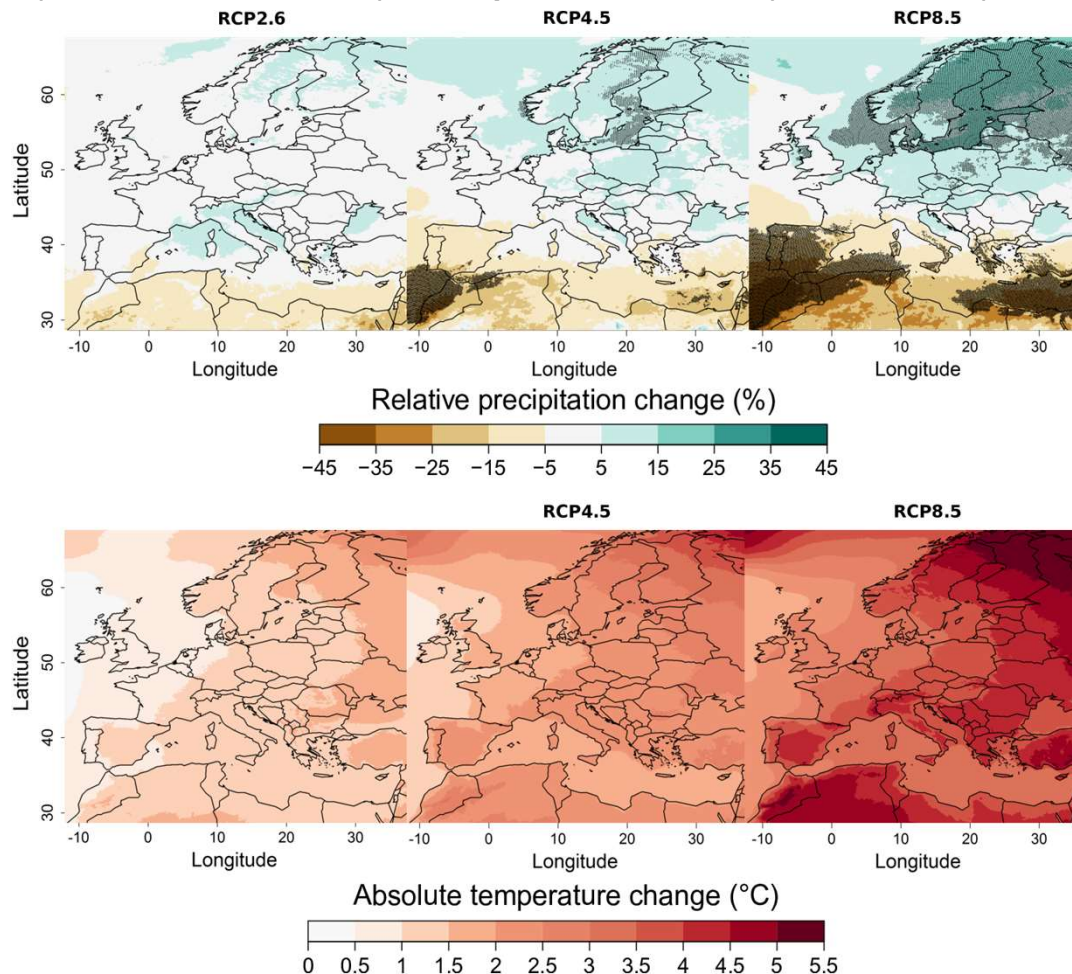 RCP2.6 RCP4.5 RCP8.5
60
50
40
30
Latitude
-10 0 10 20 30 -10 0 10 20 30 -10 0 10 20 30
Longitude Longitude Longitude
Relative precipitation change (%)
−45 −35 −25 −15 −5 5 15 25 35 45
RCP4.5 RCP8.5
60
50
40
30
Latitude
-10 0 10 20 30 -10 0 10 20 30 -10 0 10 20 30
Longitude Longitude Longitude
Absolute temperature change (°C)
0 0.5 1 1.5 2 2.5 3 3.5 4 4.5 5 5.5